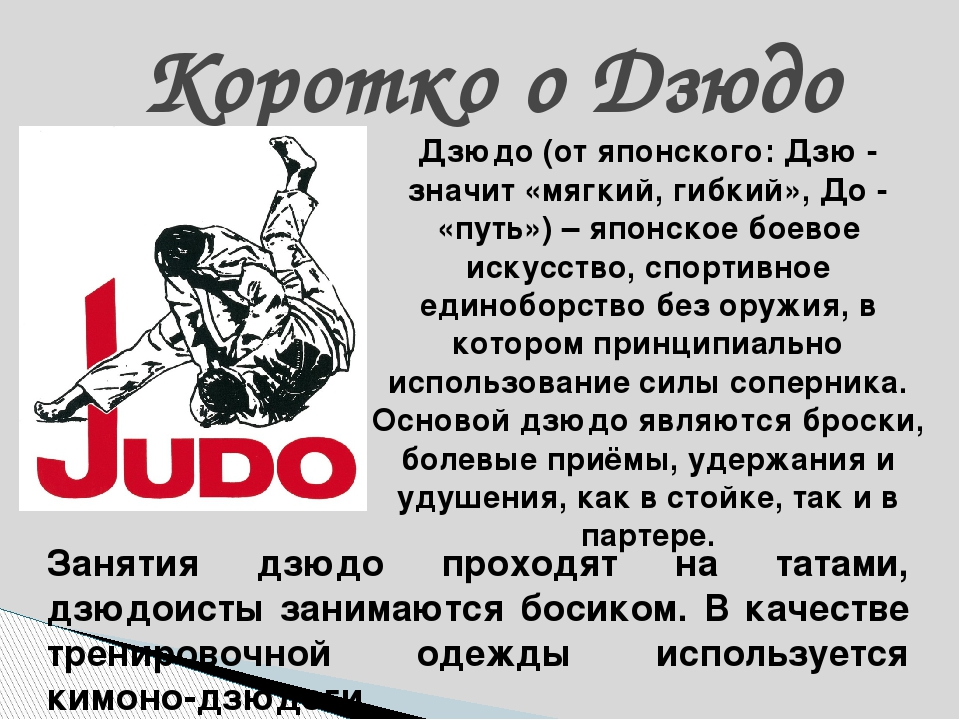 Коротко о Дзюдо
Дзюдо (от японского: Дзю -
значит «мягкий, гибкий», До -
«путь») – японское боевое
искусство, спортивное
единоборство без оружия, в
котором принципиально
использование силы соперника.
Основой дзюдо являются броски,
болевые приёмы, удержания и
удушения, как в стойке, так и в
партере.
JUDO
Занятия дзюдо проходят на татами,
дзюдоисты занимаются босиком. В качестве
тренировочной одежды используется
кимоно-дзюдоги